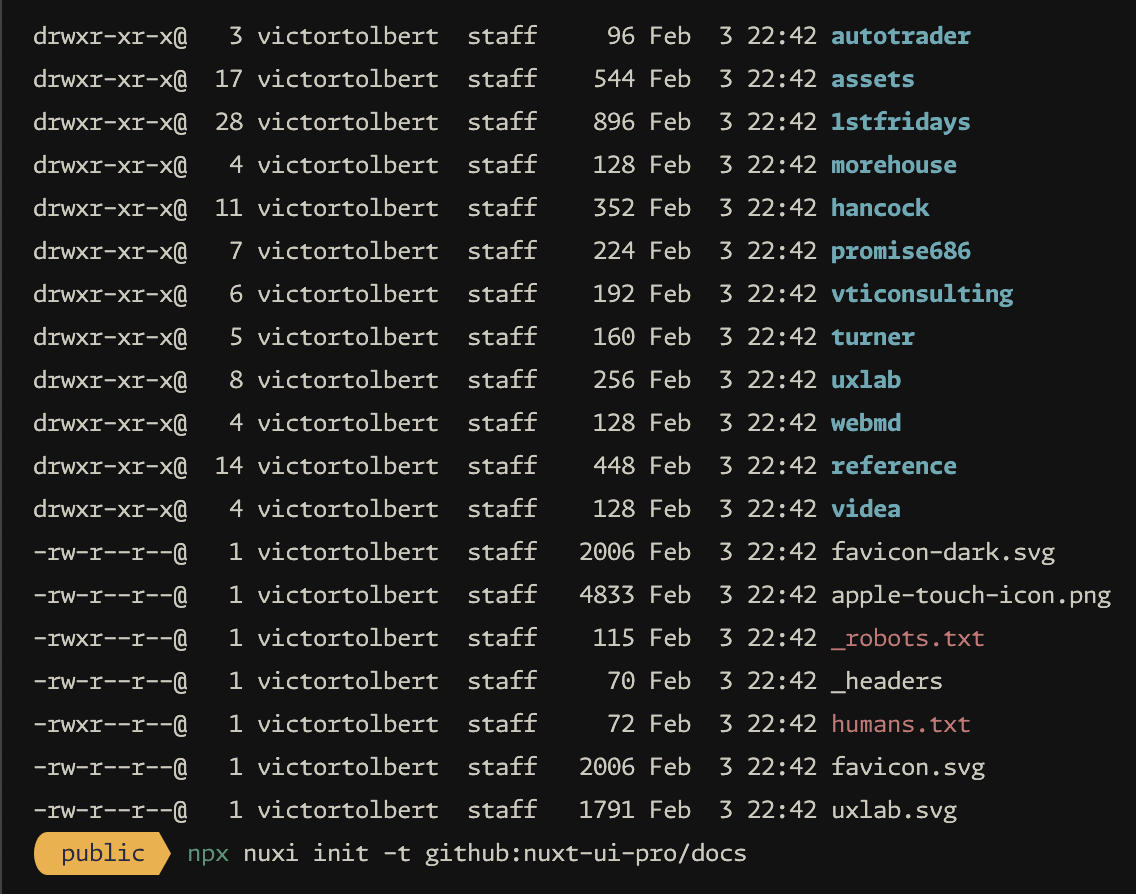 drwxr-xr-x@   3 victortolbert  staff     96 Feb  3 22:42 autotrader
drwxr-xr-x@  17 victortolbert  staff    544 Feb  3 22:42 assets
drwxr-xr-x@  28 victortolbert  staff    896 Feb  3 22:42 1stfridays
drwxr-xr-x@   4 victortolbert  staff    128 Feb  3 22:42 morehouse
drwxr-xr-x@  11 victortolbert  staff    352 Feb  3 22:42 hancock
drwxr-xr-x@   7 victortolbert  staff    224 Feb  3 22:42 promise686
drwxr-xr-x@   6 victortolbert  staff    192 Feb  3 22:42 vticonsulting
drwxr-xr-x@   5 victortolbert  staff    160 Feb  3 22:42 turner
drwxr-xr-x@   8 victortolbert  staff    256 Feb  3 22:42 uxlab
drwxr-xr-x@   4 victortolbert  staff    128 Feb  3 22:42 webmd
drwxr-xr-x@  14 victortolbert  staff    448 Feb  3 22:42 reference
drwxr-xr-x@   4 victortolbert  staff    128 Feb  3 22:42 videa
-rw-r--r--@   1 victortolbert  staff   2006 Feb  3 22:42 favicon-dark.svg
-rw-r--r--@   1 victortolbert  staff   4833 Feb  3 22:42 apple-touch-icon.png
-rwxr--r--@   1 victortolbert  staff    115 Feb  3 22:42 _robots.txt
-rw-r--r--@   1 victortolbert  staff     70 Feb  3 22:42 _headers
-rwxr--r--@   1 victortolbert  staff     72 Feb  3 22:42 humans.txt
-rw-r--r--@   1 victortolbert  staff   2006 Feb  3 22:42 favicon.svg
-rw-r--r--@   1 victortolbert  staff   1791 Feb  3 22:42 uxlab.svg
public npx nuxi init -t github:nuxt-ui-pro/docs